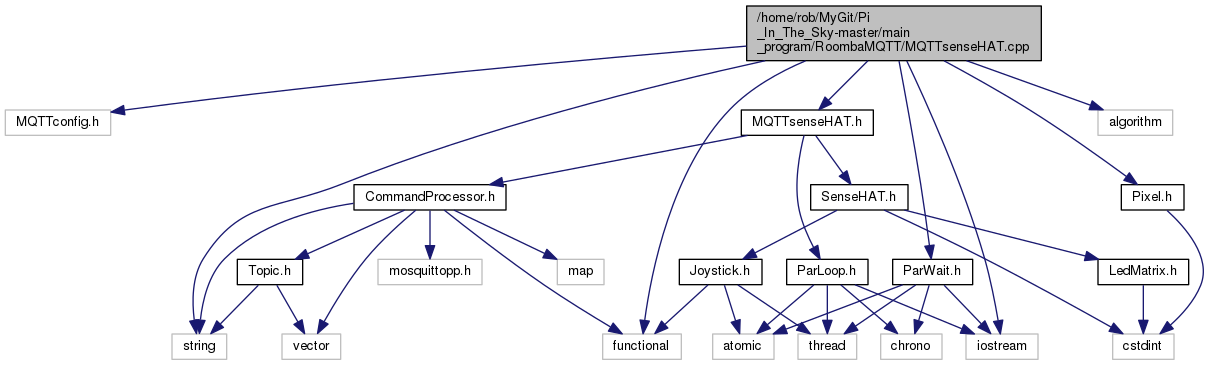 /home/rob/MyGit/Pi
_In_The_Sky-master/main
_program/RoombaMQTT/MQTTsenseHAT.cpp
MQTTconfig.h
MQTTsenseHAT.h
algorithm
CommandProcessor.h
SenseHAT.h
Pixel.h
Topic.h
mosquittopp.h
map
Joystick.h
ParLoop.h
ParWait.h
LedMatrix.h
string
vector
functional
atomic
thread
chrono
iostream
cstdint